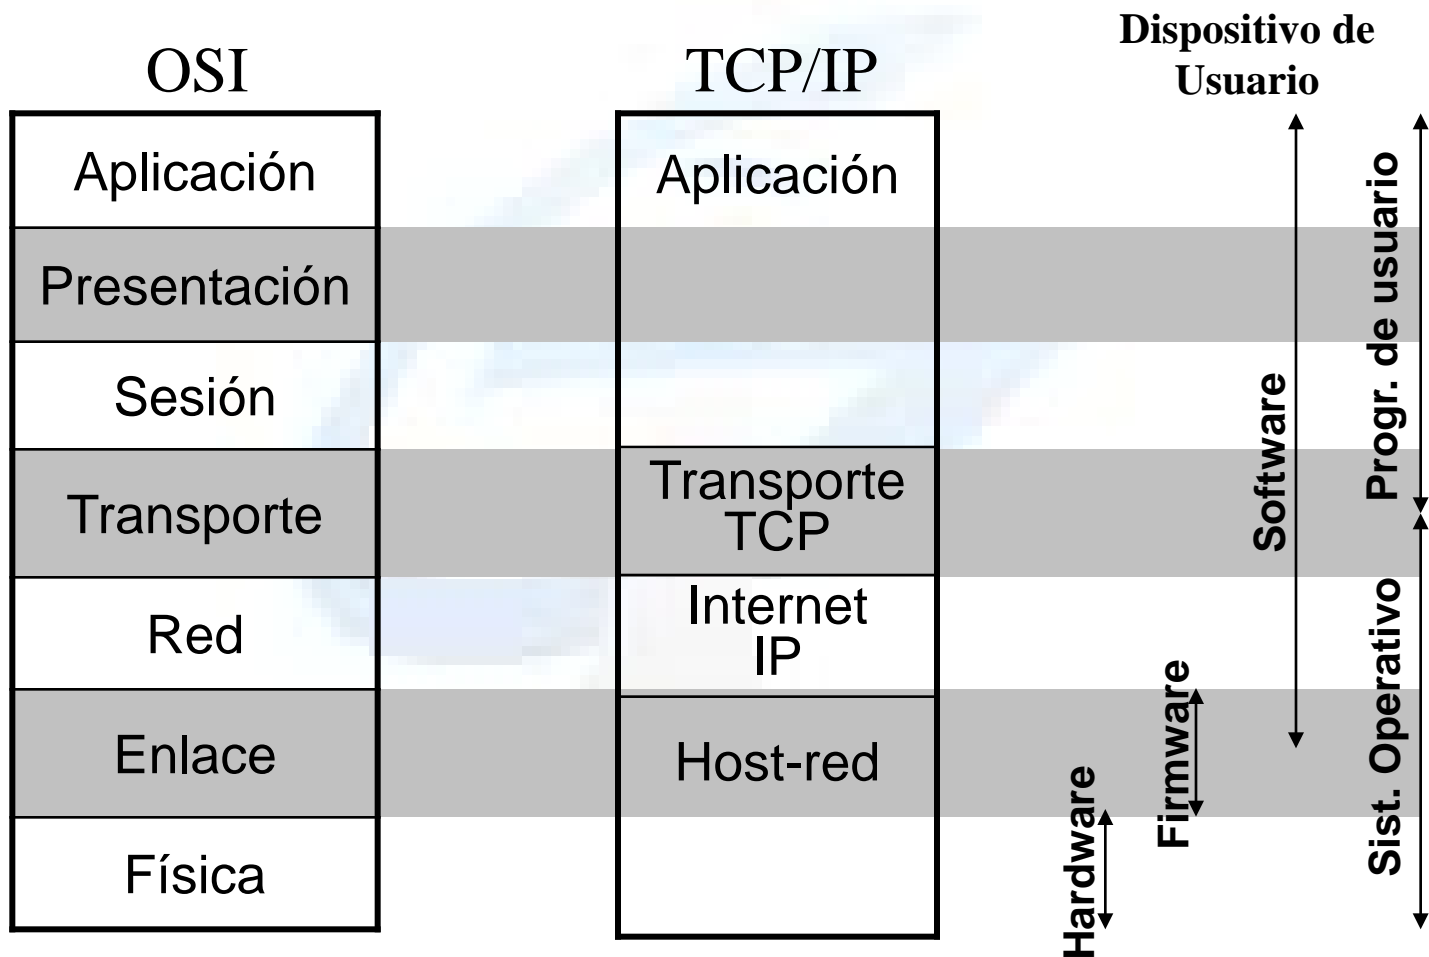 OSI
TCP/IP
Dispositivo de
Usuario
Aplicación
Presentación
Sesión
Transporte
Red
Enlace
Física
Aplicación
Transporte
TCP
Internet
IP
Host-red
Hardware
Firmware
Software
Progr. de usuario
Sist. Operativo